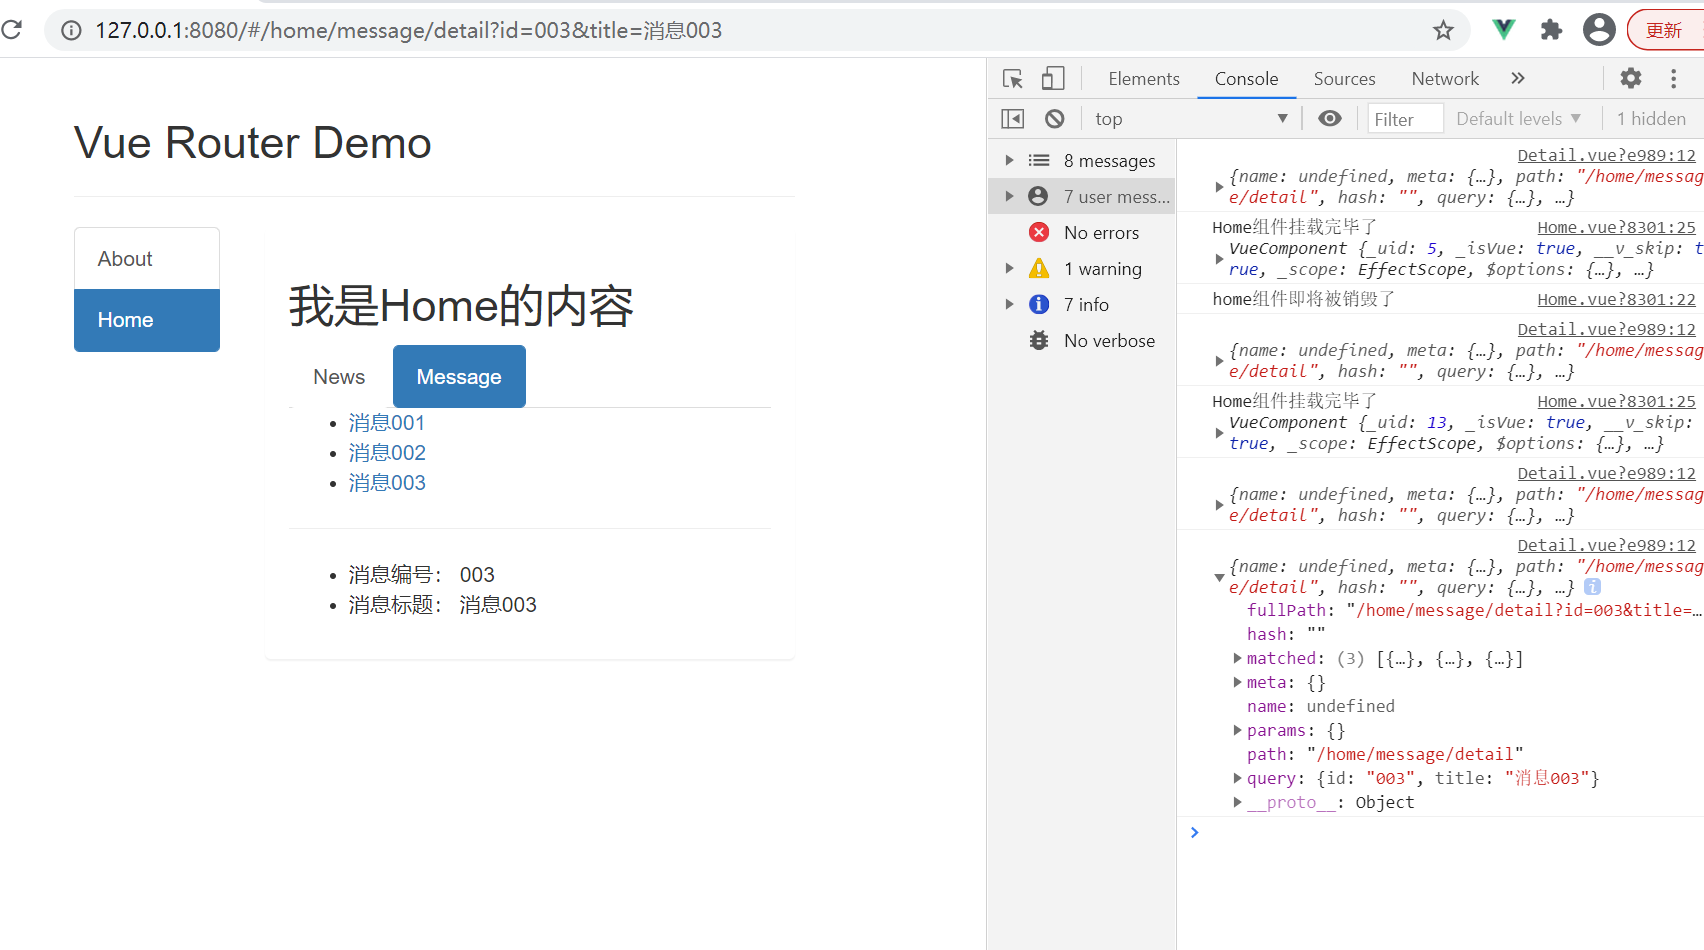 127.0.0.1:8080/#/home/message/detail?id=003&title=消息003
更新
Vue Router Demo
About
Home
我是Home的内容
News
Message
消息001
消息002
消息003
消息编号： 003
消息标题： 消息003
Elements
Console
Sources
Network
top
Filter
Default levels
1 hidden
8 messages
7 user mess...
No errors
1 warning
7 info
No verbose
Detail.vue?e989:12
{name: undefined, meta: {…}, path: "/home/messag
e/detail", hash: "", query: {…}, …}
Home组件挂载完毕了 Home.vue?8301:25
VueComponent {_uid: 5, _isVue: true, __v_skip: t
rue, _scope: EffectScope, $options: {…}, …}
home组件即将被销毁了 Home.vue?8301:22
Detail.vue?e989:12
{name: undefined, meta: {…}, path: "/home/messag
e/detail", hash: "", query: {…}, …}
Home组件挂载完毕了 Home.vue?8301:25
VueComponent {_uid: 13, _isVue: true, __v_skip:
true, _scope: EffectScope, $options: {…}, …}
Detail.vue?e989:12
{name: undefined, meta: {…}, path: "/home/messag
e/detail", hash: "", query: {…}, …}
Detail.vue?e989:12
{name: undefined, meta: {…}, path: "/home/messag
e/detail", hash: "", query: {…}, …}
fullPath: "/home/message/detail?id=003&title=…
hash: ""
matched: (3) [{…}, {…}, {…}]
meta: {}
name: undefined
params: {}
path: "/home/message/detail"
query: {id: "003", title: "消息003"}
__proto__: Object